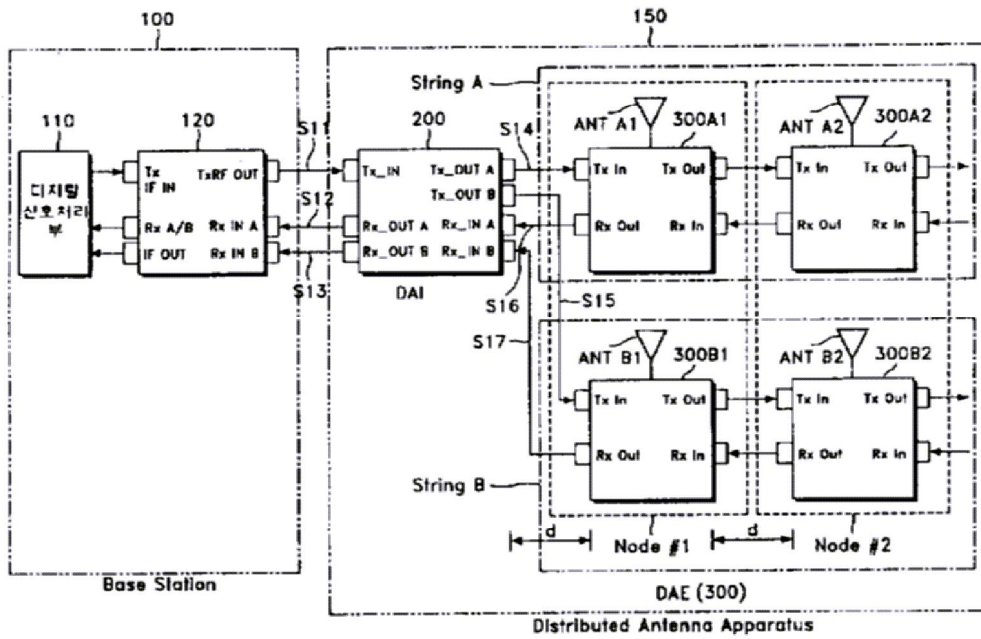 100
150
String A
110
120
S11
200
S14
ANT A1
300A1
ANT A2
300A2
디지탈
신호처리
부
Tx
IF IN
TxRF OUT
Tx_IN
Tx_OUT A
Tx_OUT B
Tx In
Tx Out
Tx In
Tx Out
S12
Rx A/B
IF OUT
Rx IN A
Rx IN B
Rx_OUT A
Rx_OUT B
Rx_IN A
Rx_IN B
Rx Out
Rx In
Rx Out
Rx In
S13
DAI
S16
S15
S17
ANT B1
300B1
ANT B2
300B2
Tx In
Tx Out
Tx In
Tx Out
Rx Out
Rx In
Rx Out
Rx In
String B
d
Node #1
d
Node #2
Base Station
DAE (300)
Distributed Antenna Apparatus